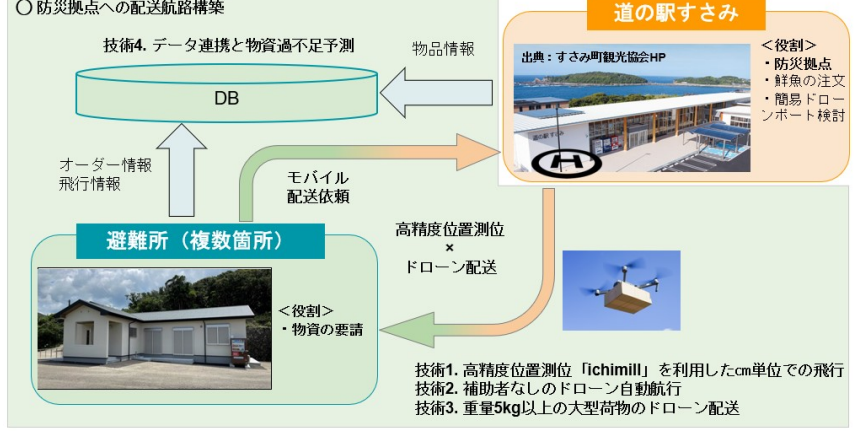 〇 防災拠点への配送航路構築
道の駅すさみ
技術4. データ連携と物資過不足予測
物品情報
出典：すさみ町観光協会HP
＜役割＞
・防災拠点
・鮮魚の注文
・簡易ドロー
ンポート検討
DB
H
オーダー情報
飛行情報
モバイル
配送依頼
避難所（複数箇所）
高精度位置測位
×
ドローン配送
＜役割＞
・物資の要請
技術1. 高精度位置測位「ichimill」を利用した㎝単位での飛行
技術2. 補助者なしのドローン自動航行
技術3. 重量5kg以上の大型荷物のドローン配送